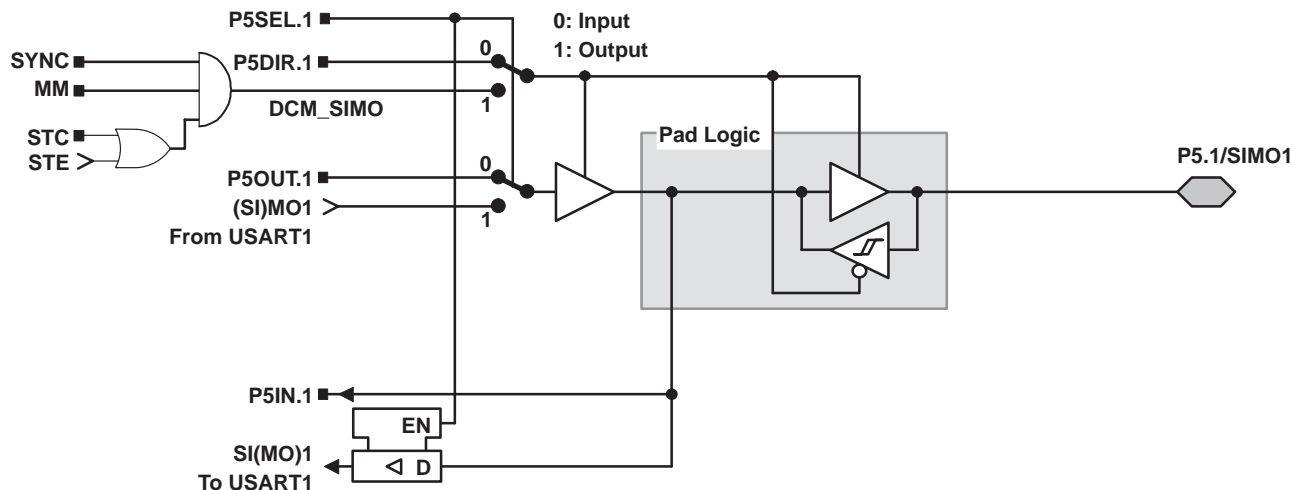 P5SEL.1
0: Input
1: Output
SYNC
P5DIR.1
0
MM
1
DCM_SIMO
STC
STE
Pad Logic
P5.1/SIMO1
P5OUT.1
0
(SI)MO1
1
From USART1
P5IN.1
EN
SI(MO)1
D
To USART1